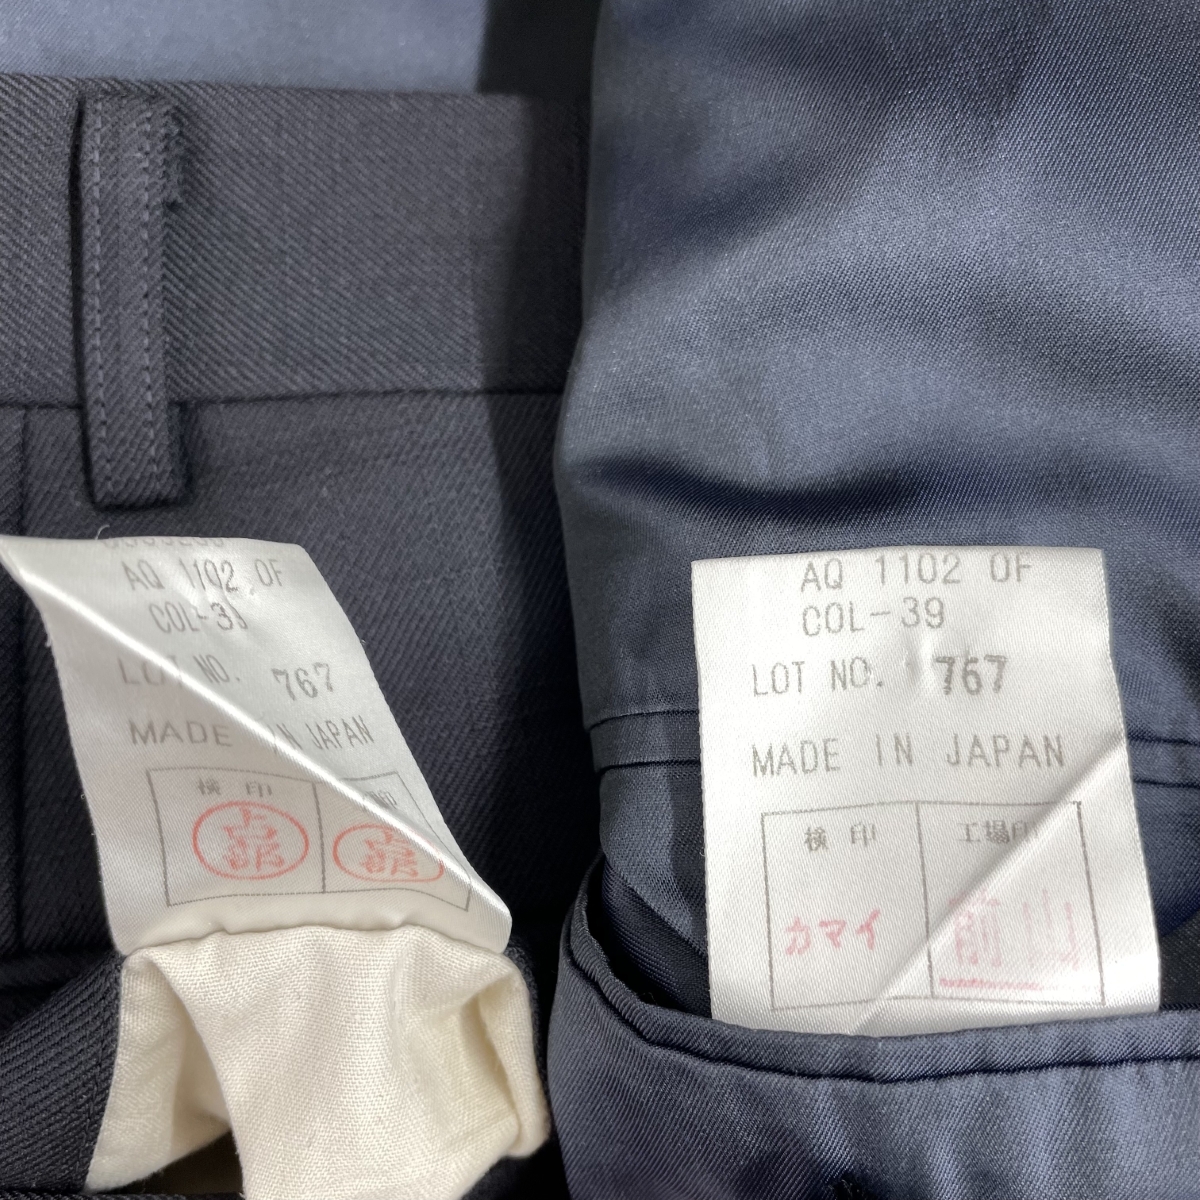 AQ 1102 OF
COL-39
LOT NO. 767
MADE IN JAPAN
検印
AQ 1102 OF
COL-39
LOT NO. 767
MADE IN JAPAN
検印 工場印
カマイ 前山